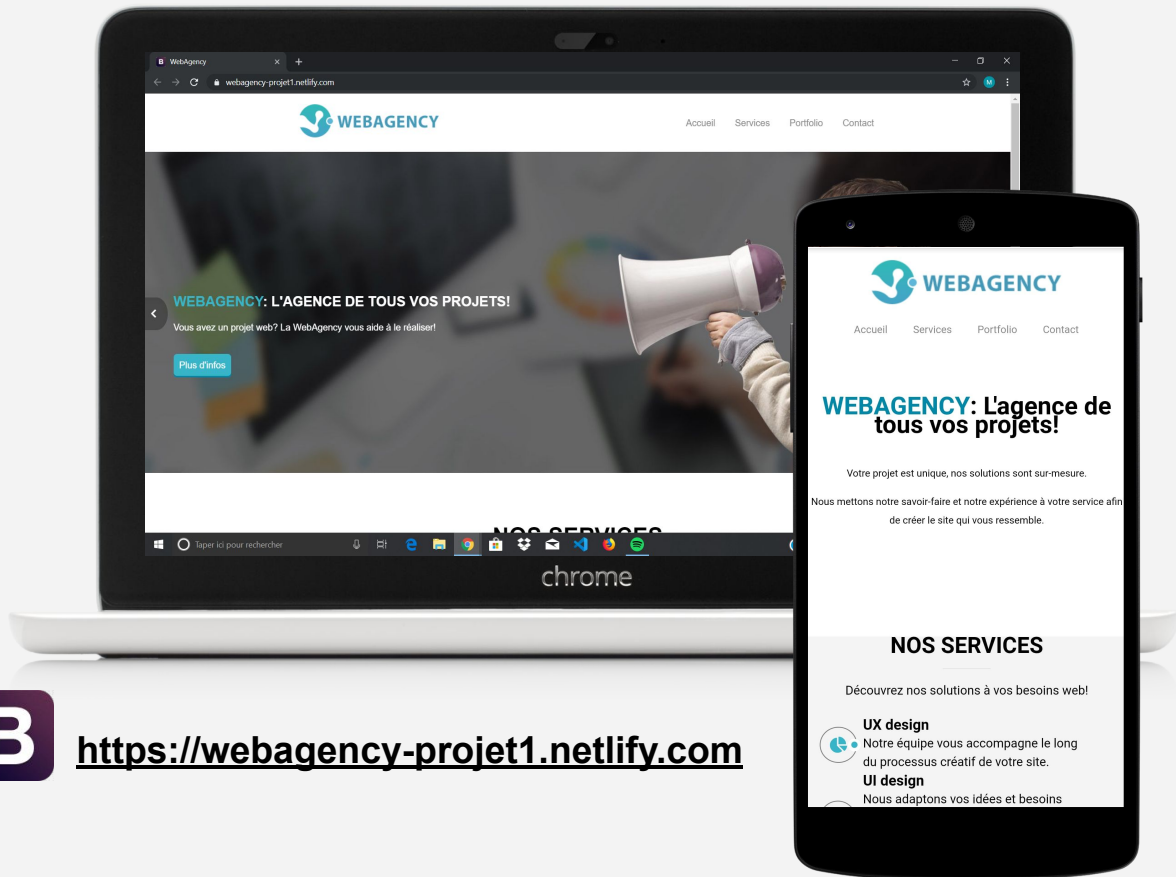 B WebAgency
webagency-projet1.netlify.com
M
WEBAGENCY
Accueil Services Portfolio Contact
WEBAGENCY: L'AGENCE DE TOUS VOS PROJETS!
Vous avez un projet web? La WebAgency vous aide à le réaliser!
Plus d'infos
NOS SERVICES
Taper ici pour rechercher
chrome
WEBAGENCY
Accueil Services Portfolio Contact
WEBAGENCY: L'agence de
tous vos projets!
Votre projet est unique, nos solutions sont sur-mesure.
Nous mettons notre savoir-faire et notre expérience à votre service afin
de créer le site qui vous ressemble.
NOS SERVICES
Découvrez nos solutions à vos besoins web!
UX design
Notre équipe vous accompagne le long
du processus créatif de votre site.
UI design
Nous adaptons vos idées et besoins
B
https://webagency-projet1.netlify.com